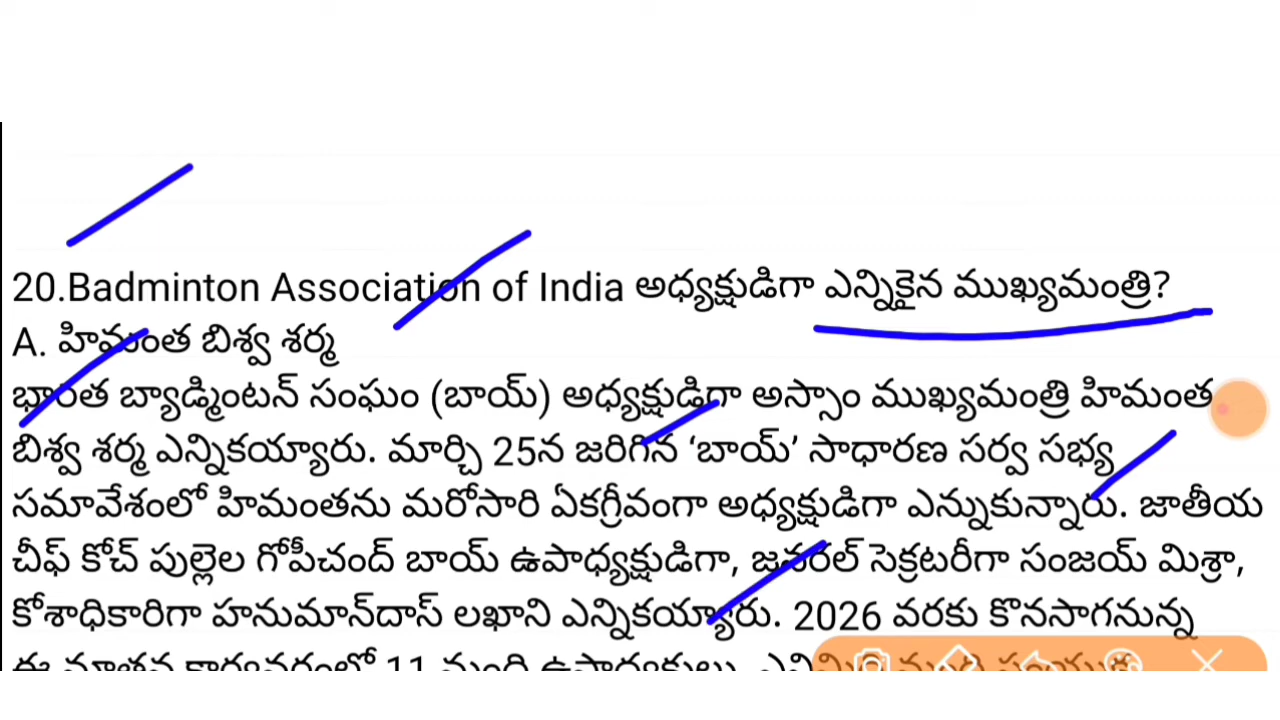 20.Badminton Association of India అధ్యక్షుడిగా ఎన్నికైన ముఖ్యమంత్రి?
A. హిమంత బిశ్వ శర్మ
భారత బ్యాడ్మింటన్ సంఘం (బాయ్) అధ్యక్షుడిగా అస్సాం ముఖ్యమంత్రి హిమంత
బిశ్వ శర్మ ఎన్నికయ్యారు. మార్చి 25న జరిగిన ‘బాయ్’ సాధారణ సర్వ సభ్య
సమావేశంలో హిమంతను మరోసారి ఏకగ్రీవంగా అధ్యక్షుడిగా ఎన్నుకున్నారు. జాతీయ
చీఫ్ కోచ్ పుల్లెల గోపీచంద్ బాయ్ ఉపాధ్యక్షుడిగా, జనరల్ సెక్రటరీగా సంజయ్ మిశ్రా,
కోశాధికారిగా హనుమాన్‌దాస్ లఖాని ఎన్నికయ్యారు. 2026 వరకు కొనసాగనున్న